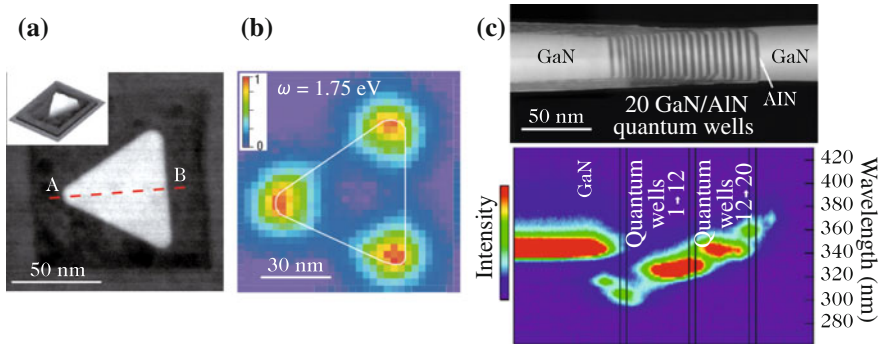 (a)
A
B
50 nm
(b)
1
0
ω = 1.75 eV
30 nm
(c)
GaN
GaN
AlN
50 nm
20 GaN/AlN
quantum wells
Intensity
GaN
Quantum
wells
1→12
Quantum
wells
12→20
420
400
380
360
340
320
300
280
Wavelength (nm)